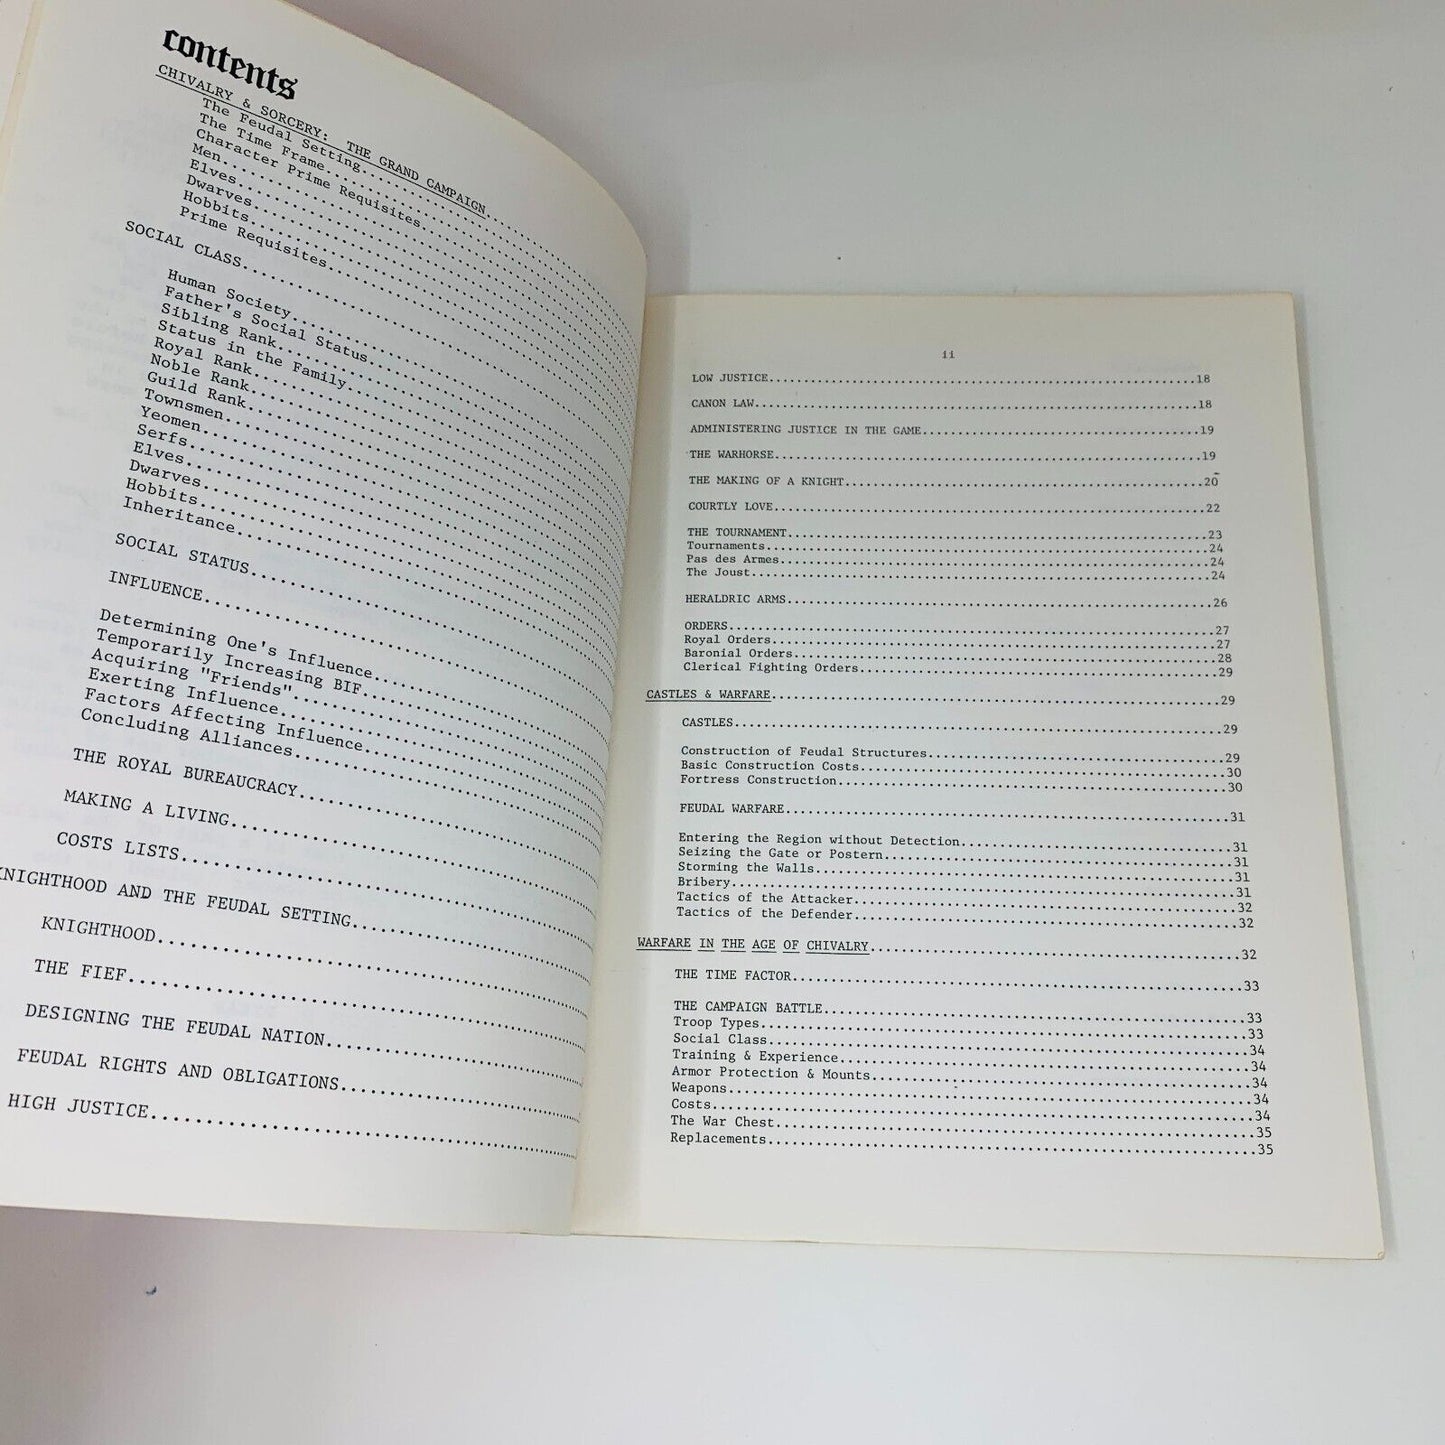 contents
CHIVALRY & SORCERY: THE GRAND CAMPAIGN
The Feudal Setting
The Time Frame
Character Prime Requisites
Men
Elves
Dwarves
Hobbits
Prime Requisites
SOCIAL CLASS
Human Society
Father's Social Status
Sibling Rank
Status in the Family
Royal Rank
Noble Rank
Guild Rank
Townsmen
Yeomen
Serfs
Elves
Dwarves
Hobbits
Inheritance
SOCIAL STATUS
INFLUENCE
Determining One's Influence
Temporarily Increasing BIF
Acquiring "Friends"
Exerting Influence
Factors Affecting Influence
Concluding Alliances
THE ROYAL BUREAUCRACY
MAKING A LIVING
COSTS LISTS
KNIGHTHOOD AND THE FEUDAL SETTING
KNIGHTHOOD
THE FIEF
DESIGNING THE FEUDAL NATION
FEUDAL RIGHTS AND OBLIGATIONS
HIGH JUSTICE
ii
LOW JUSTICE 18
CANON LAW 18
ADMINISTERING JUSTICE IN THE GAME 19
THE WARHORSE 19
THE MAKING OF A KNIGHT 20
COURTLY LOVE 22
THE TOURNAMENT 23
Tournaments 24
Pas des Armes 24
The Joust 24
HERALDRIC ARMS 26
ORDERS 27
Royal Orders 27
Baronial Orders 28
Clerical Fighting Orders 29
CASTLES & WARFARE 29
CASTLES 29
Construction of Feudal Structures 29
Basic Construction Costs 30
Fortress Construction 30
FEUDAL WARFARE 31
Entering the Region without Detection 31
Seizing the Gate or Postern 31
Storming the Walls 31
Bribery 31
Tactics of the Attacker 32
Tactics of the Defender 32
WARFARE IN THE AGE OF CHIVALRY 32
THE TIME FACTOR 33
THE CAMPAIGN BATTLE 33
Troop Types 33
Social Class 34
Training & Experience 34
Armor Protection & Mounts 34
Weapons 34
Costs 34
The War Chest 35
Replacements 35